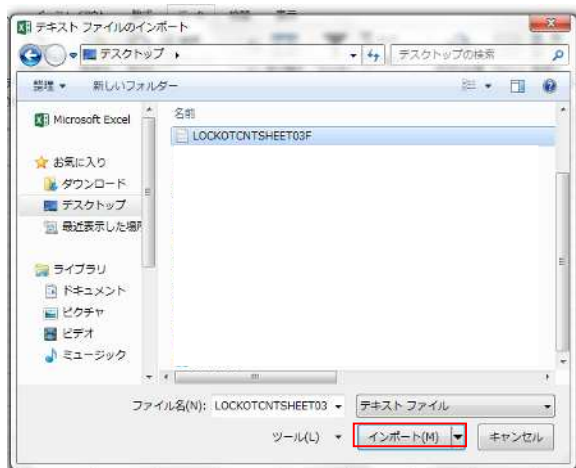 テキスト ファイルのインポート
デスクトップ
デスクトップの検索
整理
新しいフォルダー
Microsoft Excel
名前
LOCKOTCNTSHEET03F
お気に入り
ダウンロード
デスクトップ
最近表示した場所
ライブラリ
ドキュメント
ピクチャ
ビデオ
ミュージック
ファイル名(N): LOCKOTCNTSHEET03
テキスト ファイル
ツール(L)
インポート(M)
キャンセル